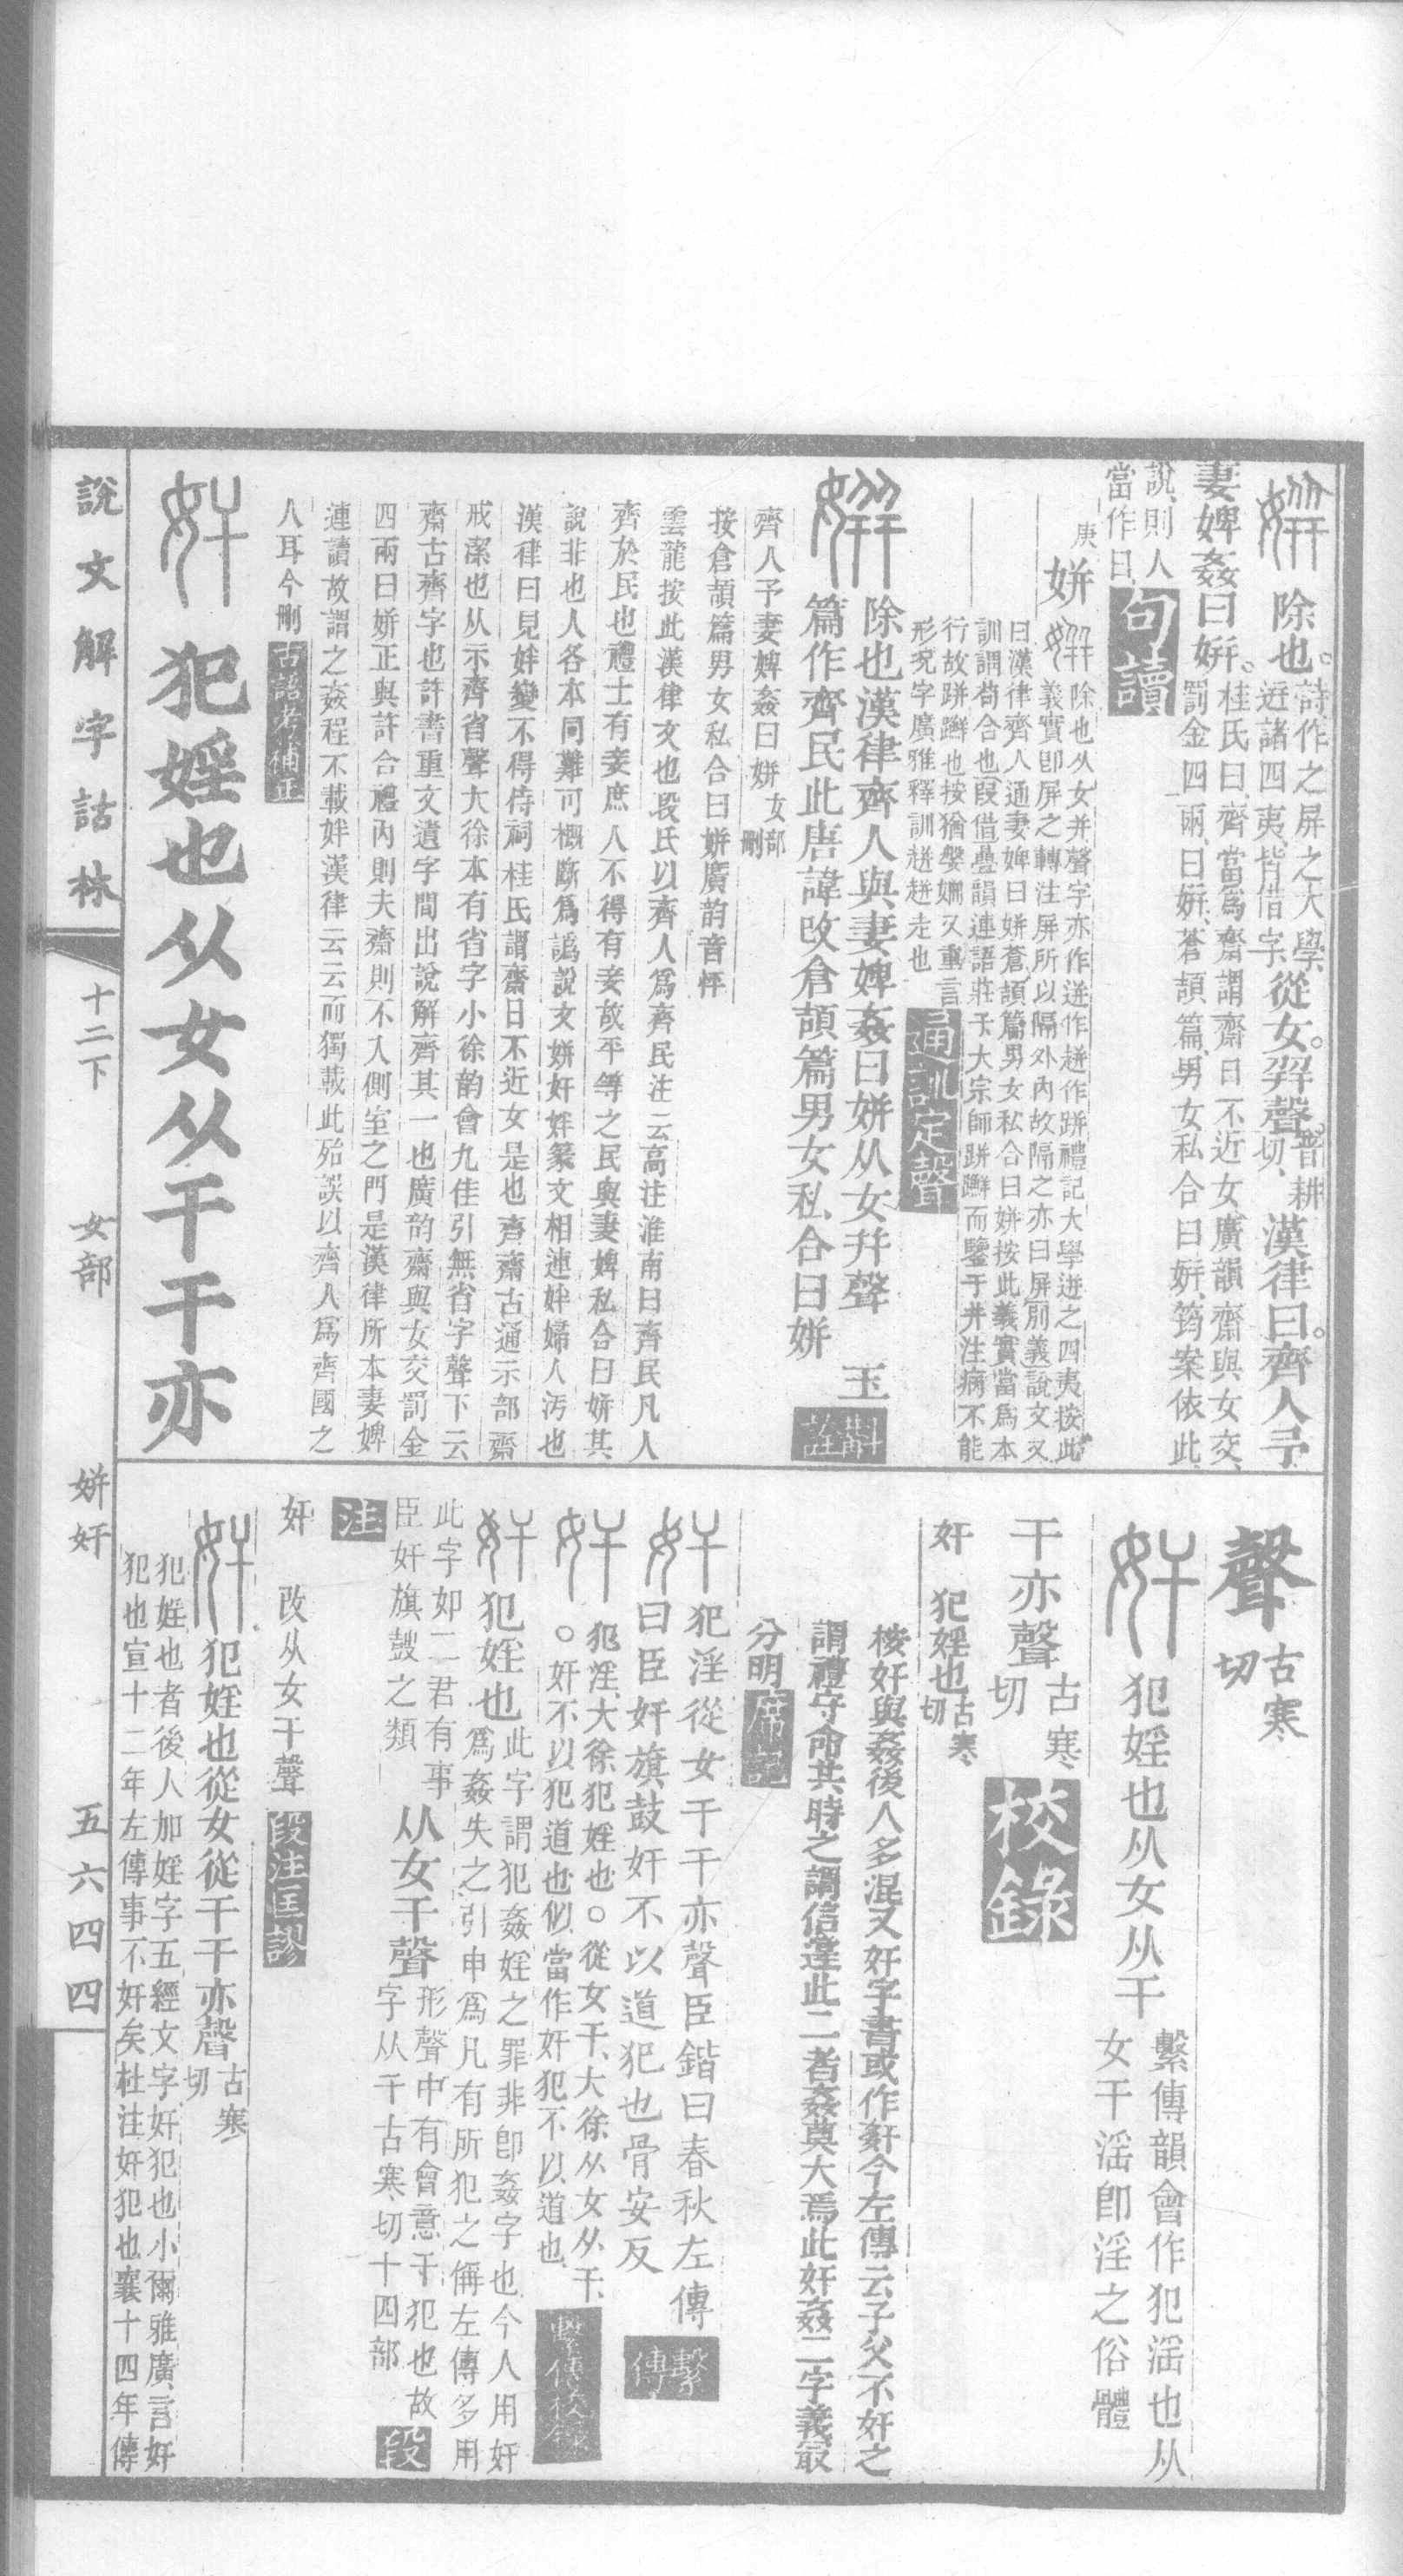 除也。詩作之屏之大學從女。羿聲。普耕漢律曰。齊人予
迸諸四夷、皆借字、切、
妻婢姦曰姘。桂氏曰、齊、當爲齋、謂齋日不近女、廣韻、齋與女交、
罰金四兩、曰姘、蒼頡篇、男女私合曰姘、筠案依此
說、則人
當作日、句讀
庚
姘 除也从女并聲字亦作迸作趀作跰禮記大學迸之四夷按此
義實卽屏之轉注屏所以隔外內故隔之亦曰屏別義說文又
曰漢律齊人通妻婢曰姘蒼頡篇男女私合曰姘按此義實當爲本
訓謂苟合也叚借疊韻連語莊子大宗師跰𨇤而鑒于井注病不能
行故跰𨇤也按猶媻姍又重言
形況字廣雅釋訓趀趀走也 通訓定聲
除也漢律齊人與妻婢姦曰姘从女幷聲 玉
篇作齊民此唐諱改倉頡篇男女私合曰姘 斠詮
齊人予妻婢姦曰姘女部
刪
按倉頡篇男女私合曰姘廣韵音怦
雲龍按此漢律文也段氏以齊人爲齊民注云高注淮南曰齊民凡人
齊於民也禮士有妾庶人不得有妾故平等之民與妻婢私合曰姘其
說非也人各本同難可槪斷爲譌說文姘奸姅篆文相連姅婦人汚也
漢律曰見姅變不得侍祠桂氏謂齋日不近女是也齊齋古通示部齋
戒潔也从示齊省聲大徐本有省字小徐韵會九佳引無省字聲下云
齋古齊字也許書重文遺字間出說解齊其一也廣韵齋與女交罰金
四兩曰姘正與許合禮內則夫齋則不入側室之門是漢律所本妻婢
連讀故謂之姦程不載姅漢律云云而獨載此殆誤以齊人爲齊國之
人耳今刪 古語考補正
奸 犯婬也从女从干干亦
聲古寒
切
奸 犯婬也从女从干繫傳韻會作犯滛也从
女干滛卽淫之俗體
干亦聲古寒
切 校錄
奸 犯婬也古寒
切
桉奸與姦後人多混又奸字書或作奷今左傳云子父不奸之
謂禮守命共時之謂信違此二者姦莫大焉此奸姦二字義最
分明 席記
奸 犯淫從女干干亦聲臣鍇曰春秋左傳
曰臣奸旗鼓奸不以道犯也骨安反 繫傳
奸 犯淫、大徐犯婬也。○從女干、大徐从女从干、
○奸不以犯道也似當作奸犯不以道也、 繫傳校錄
奸 犯婬也此字謂犯姦婬之罪非卽姦字也今人用奸
爲姦失之引申爲凡有所犯之偁左傳多用
此字如二君有事
臣奸旗鼓之類从女干聲形聲中有會意干犯也故
字从干古寒切十四部 段
注
奸 改从女干聲 段注匡謬
奸 犯婬也從女從干干亦聲古寒
切
犯婬也者後人加婬字五經文字奸犯也小爾雅廣言奸
犯也宣十二年左傳事不奸矣杜注奸犯也襄十四年傳
說文解字詁林 十二下 女部 姘奸 五六四四